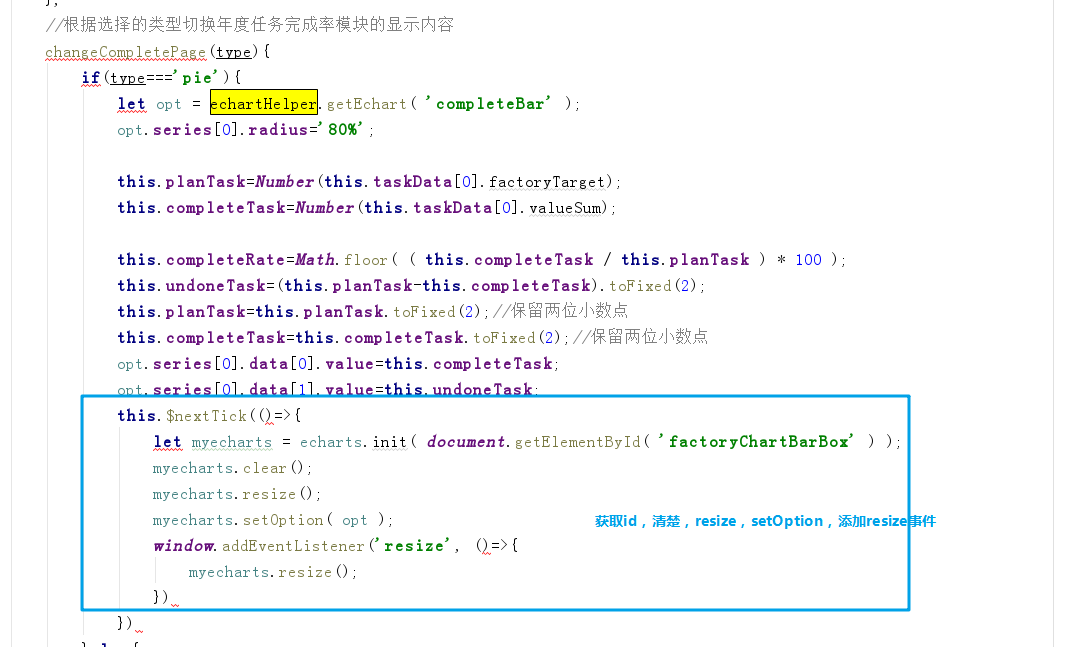 },
//根据选择的类型切换年度任务完成率模块的显示内容
changeCompletePage(type){
if(type==='pie'){
let opt = echartHelper.getEchart( 'completeBar' );
opt.series[0].radius='80%';
this.planTask=Number(this.taskData[0].factoryTarget);
this.completeTask=Number(this.taskData[0].valueSum);
this.completeRate=Math.floor( ( this.completeTask / this.planTask ) * 100 );
this.undoneTask=(this.planTask-this.completeTask).toFixed(2);
this.planTask=this.planTask.toFixed(2);//保留两位小数点
this.completeTask=this.completeTask.toFixed(2);//保留两位小数点
opt.series[0].data[0].value=this.completeTask;
opt.series[0].data[1].value=this.undoneTask;
this.$nextTick(()=>{
let myecharts = echarts.init( document.getElementById( 'factoryChartBarBox' ) );
myecharts.clear();
myecharts.resize();
myecharts.setOption( opt );
获取id，清楚，resize，setOption，添加resize事件
window.addEventListener('resize', ()=>{
myecharts.resize();
})
})